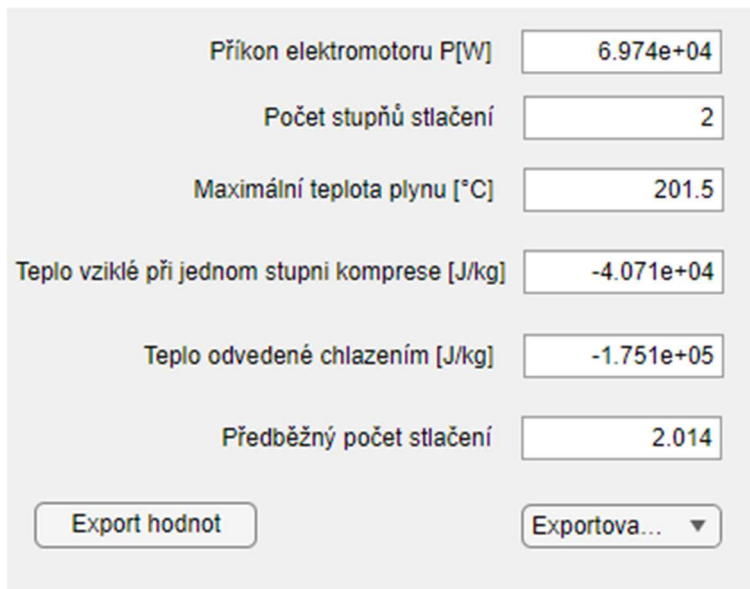 Příkon elektromotoru P[W] 6.974e+04
Počet stupňů stlačení 2
Maximální teplota plynu [°C] 201.5
Teplo vziklé při jednom stupni komprese [J/kg] -4.071e+04
Teplo odvedené chlazením [J/kg] -1.751e+05
Předběžný počet stlačení 2.014
Export hodnot Exportova...